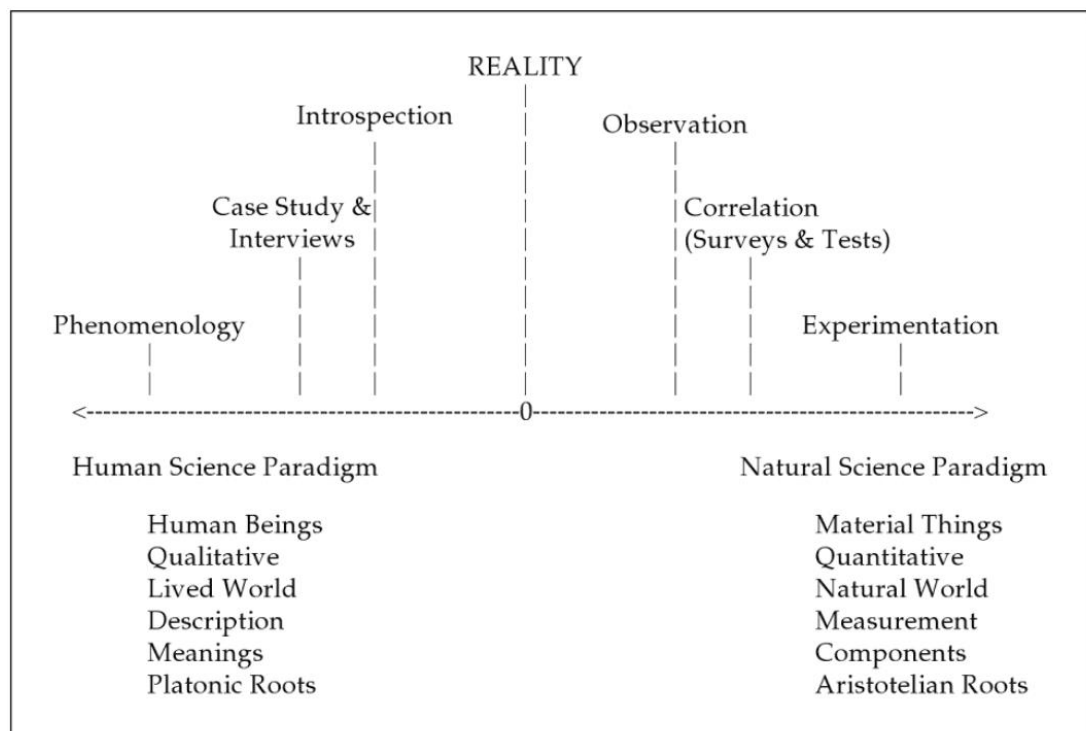 REALITY
Introspection
Observation
Case Study &
Interviews
Correlation
(Surveys & Tests)
Phenomenology
Experimentation
0
Human Science Paradigm
Human Beings
Qualitative
Lived World
Description
Meanings
Platonic Roots
Natural Science Paradigm
Material Things
Quantitative
Natural World
Measurement
Components
Aristotelian Roots